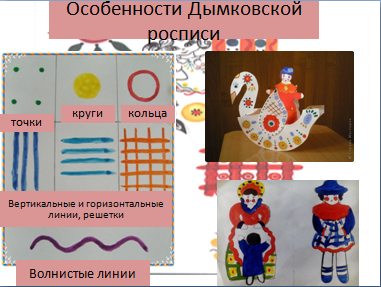 Особенности Дымковской
росписи
точки
круги
кольца
Вертикальные и горизонтальные
линии, решетки
Волнистые линии